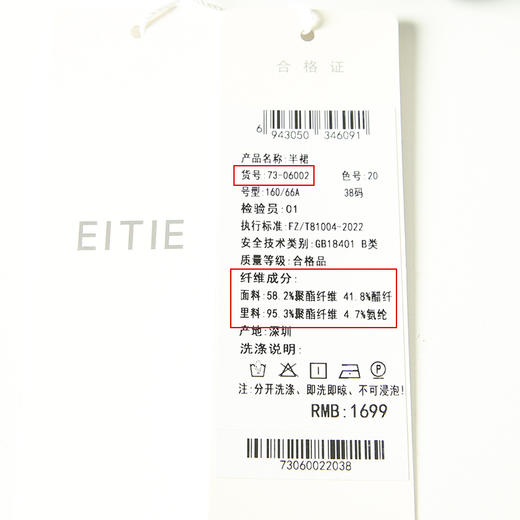 合格证
6 943050 346091
产品名称:半裙
货号:73-06002 色号:20
号型:160/66A 38码
检验员:01
执行标准:FZ/T81004-2022
安全技术类别:GB18401 B类
质量等级:合格品
纤维成分:
面料:58.2%聚酯纤维 41.8%醋纤
里料:95.3%聚酯纤维 4.7%氨纶
产地:深圳
洗涤说明:
注:分开洗涤、即洗即晾、不可浸泡!
RMB:1699
73060022038
EITIE